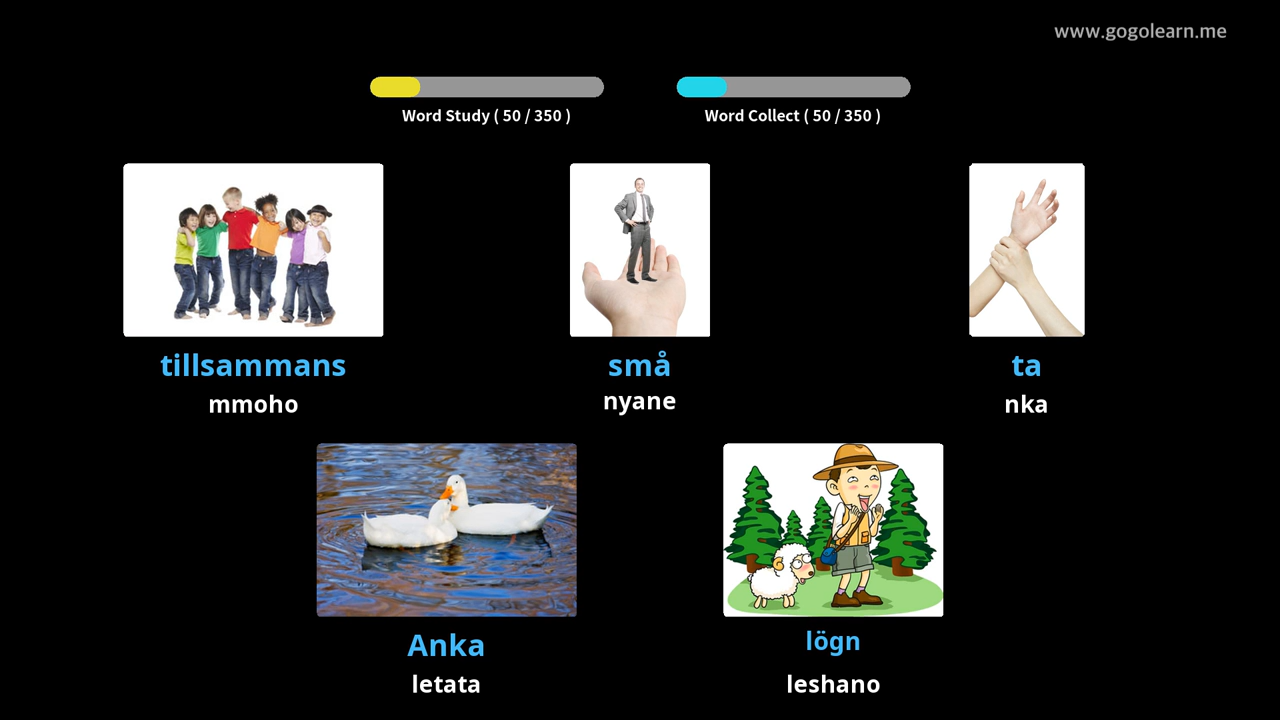 www.gogolearn.me
Word Study ( 50 / 350 )
Word Collect ( 50 / 350 )
tillsammans
mmoho
små
nyane
ta
nka
Anka
letata
lögn
leshano